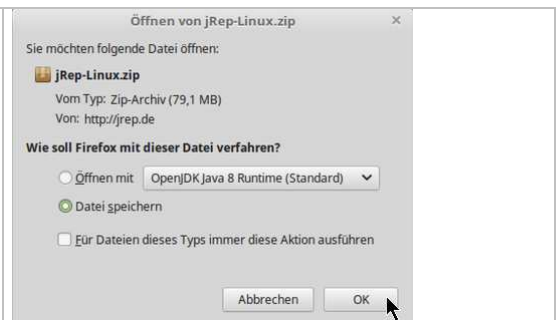 Öffnen von jRep-Linux.zip
Sie möchten folgende Datei öffnen:
jRep-Linux.zip
Vom Typ: Zip-Archiv (79,1 MB)
Von: http://jrep.de
Wie soll Firefox mit dieser Datei verfahren?
Öffnen mit OpenJDK Java 8 Runtime (Standard)
Datei speichern
Für Dateien dieses Typs immer diese Aktion ausführen
Abbrechen OK